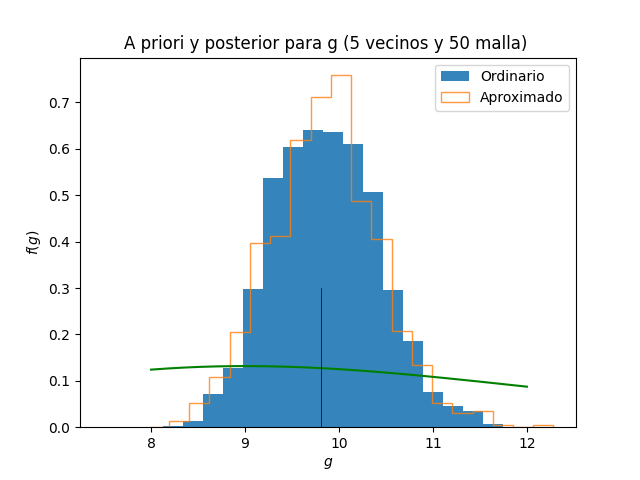 A priori y posterior para g (5 vecinos y 50 malla)
Ordinario
Aproximado
0.7
0.6
0.5
0.4
0.3
0.2
0.1
0.0
f(g)
8 9 10 11 12
g